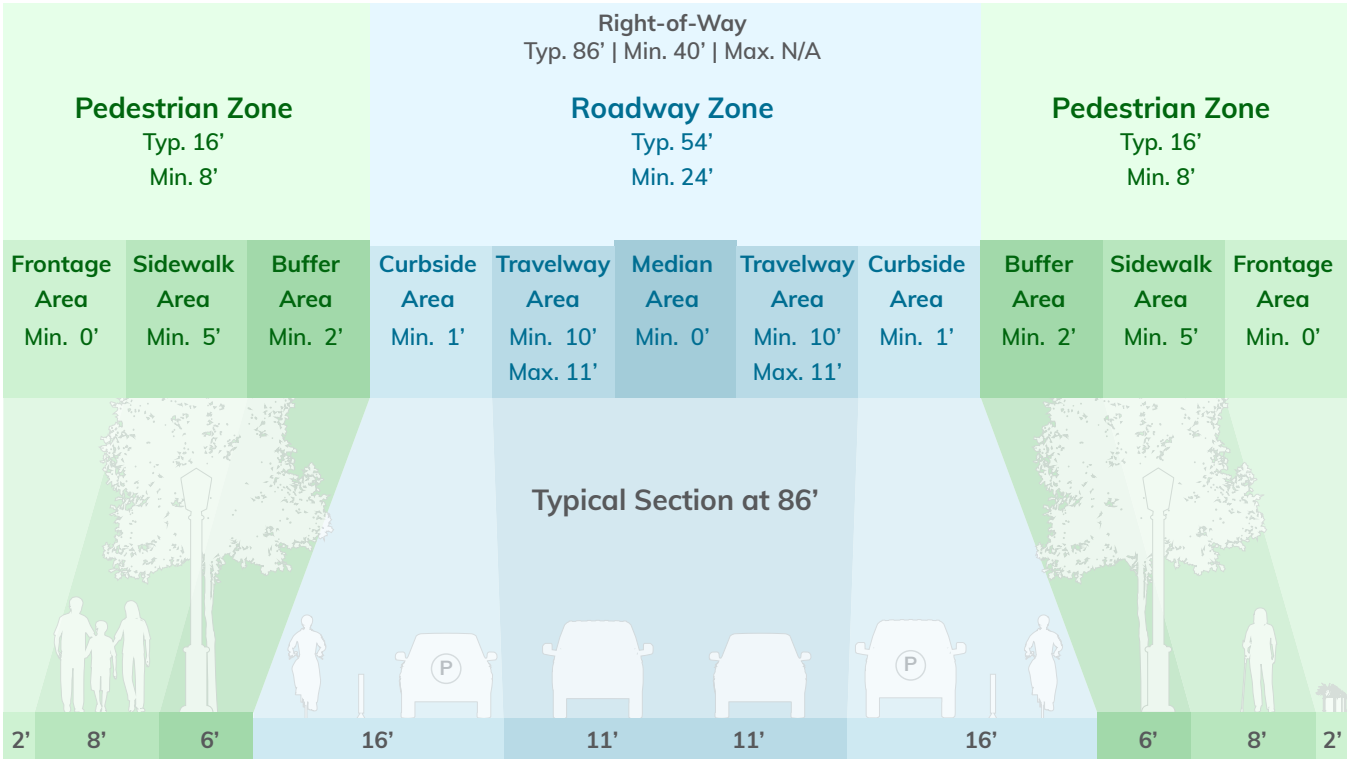 Right-of-Way
Typ. 86’ | Min. 40’ | Max. N/A
Pedestrian Zone
Typ. 16’
Min. 8’
Roadway Zone
Typ. 54’
Min. 24’
Pedestrian Zone
Typ. 16’
Min. 8’
Frontage
Area
Min. 0’
Sidewalk
Area
Min. 5’
Buffer
Area
Min. 2’
Curbside
Area
Min. 1’
Travelway
Area
Min. 10’
Max. 11’
Median
Area
Min. 0’
Travelway
Area
Min. 10’
Max. 11’
Curbside
Area
Min. 1’
Buffer
Area
Min. 2’
Sidewalk
Area
Min. 5’
Frontage
Area
Min. 0’
Typical Section at 86’
P
P
2’ 8’ 6’ 16’ 11’ 11’ 16’ 6’ 8’ 2’